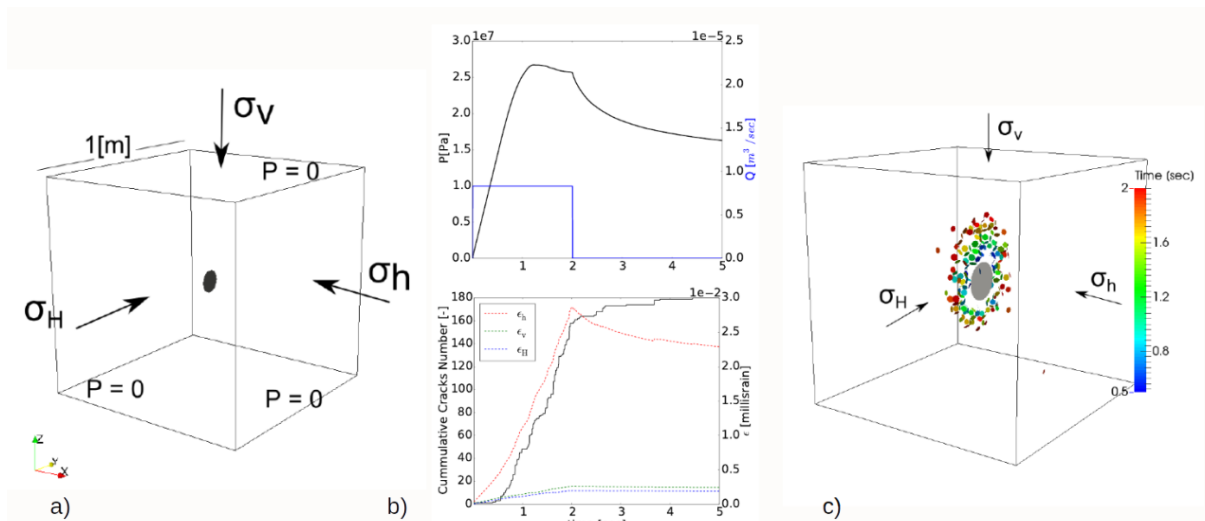 σv
1[m]
P = 0
σh
σH
P = 0
P = 0
Z
Y
X
a)
1e7
1e-5
3.0
2.5
2.0
1.5
1.0
0.5
0.0
P[Pa]
2.5
2.0
1.5
1.0
0.5
0.0
Q [m³/sec]
1
2
3
4
5
1e-2
180
160
140
120
100
80
60
40
20
0
Cummulative Cracks Number [-]
ϵh
ϵv
ϵH
3.0
2.5
2.0
1.5
1.0
0.5
0.0
ϵ [millisrain]
0
1
2
3
4
5
b)
σv
Time (sec)
2
1.6
1.2
0.8
0.5
σH
σh
c)